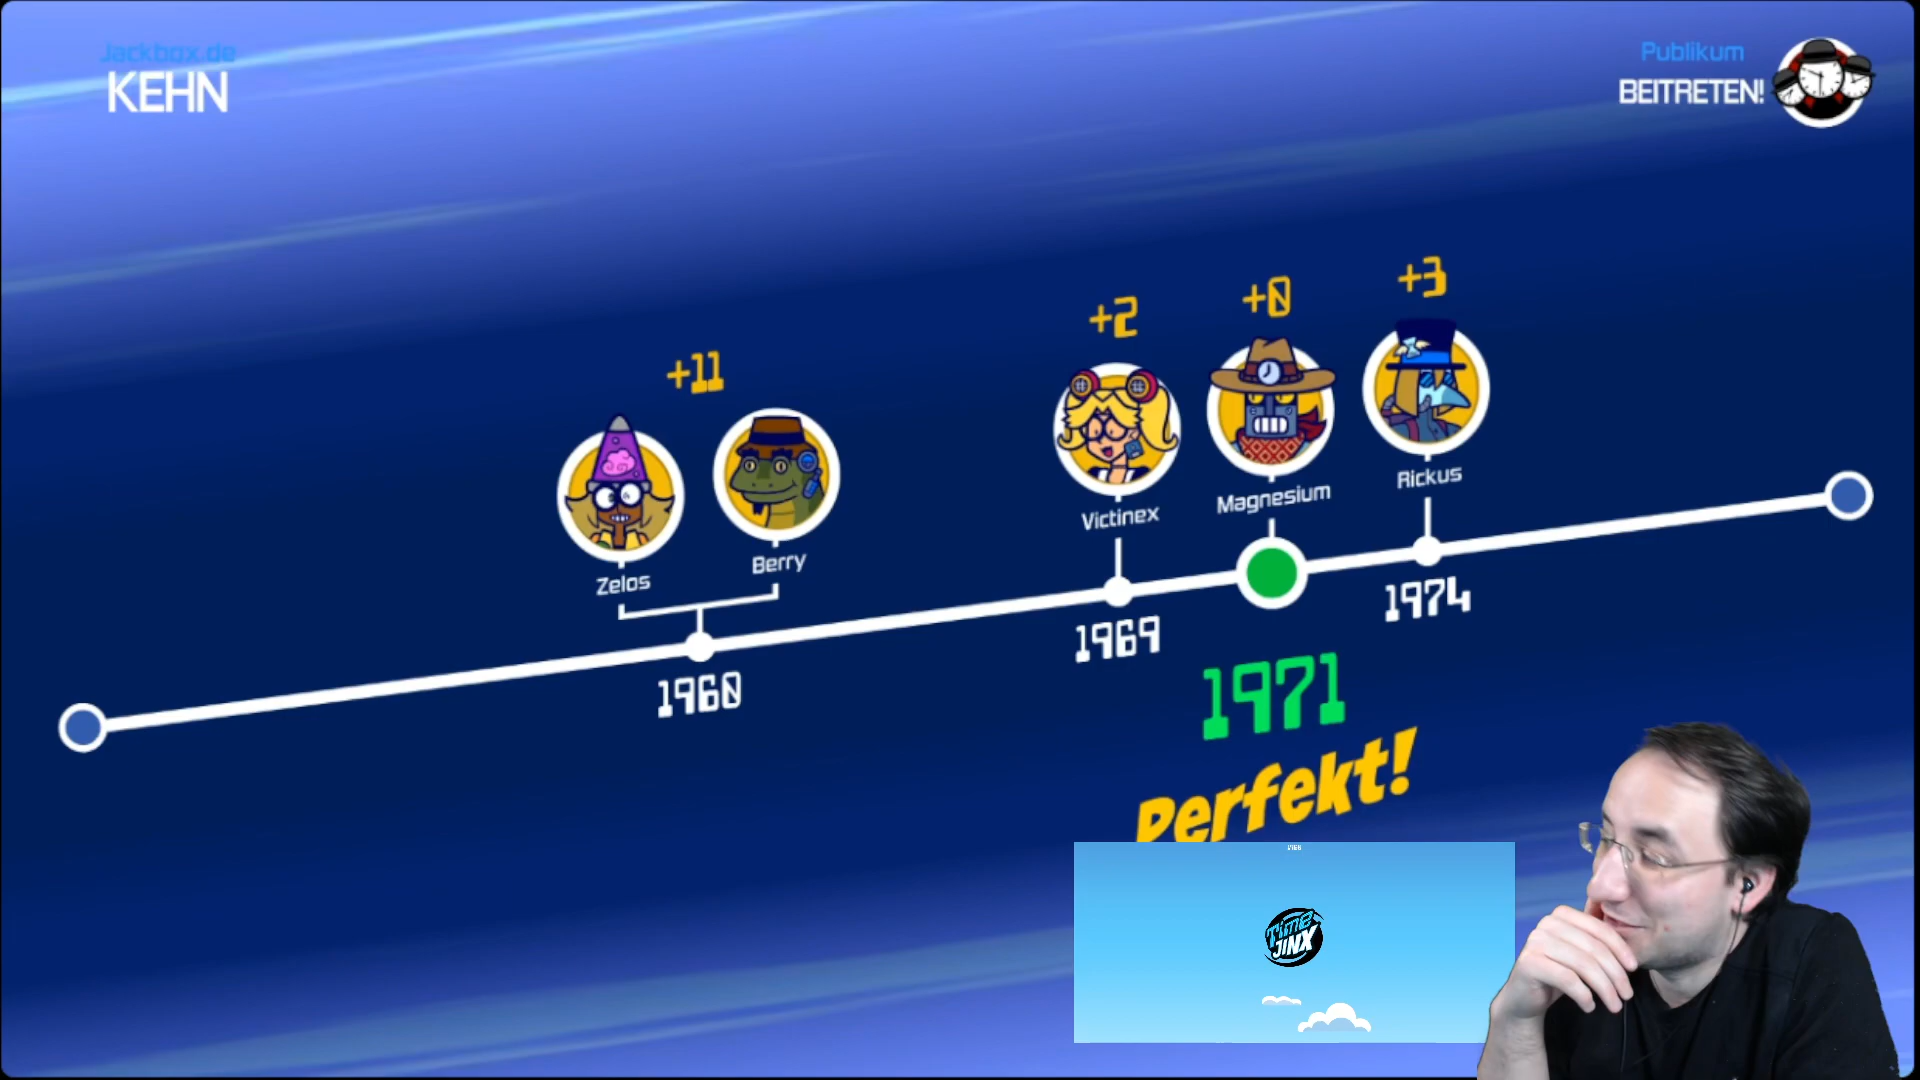 Jackbox.de
KEHN
Publikum
BEITRETEN!
+11
+2
+0
+3
Zelos
Berry
Victinex
Magnesium
Rickus
1960
1969
1971
1974
Perfekt!
Time
JINX